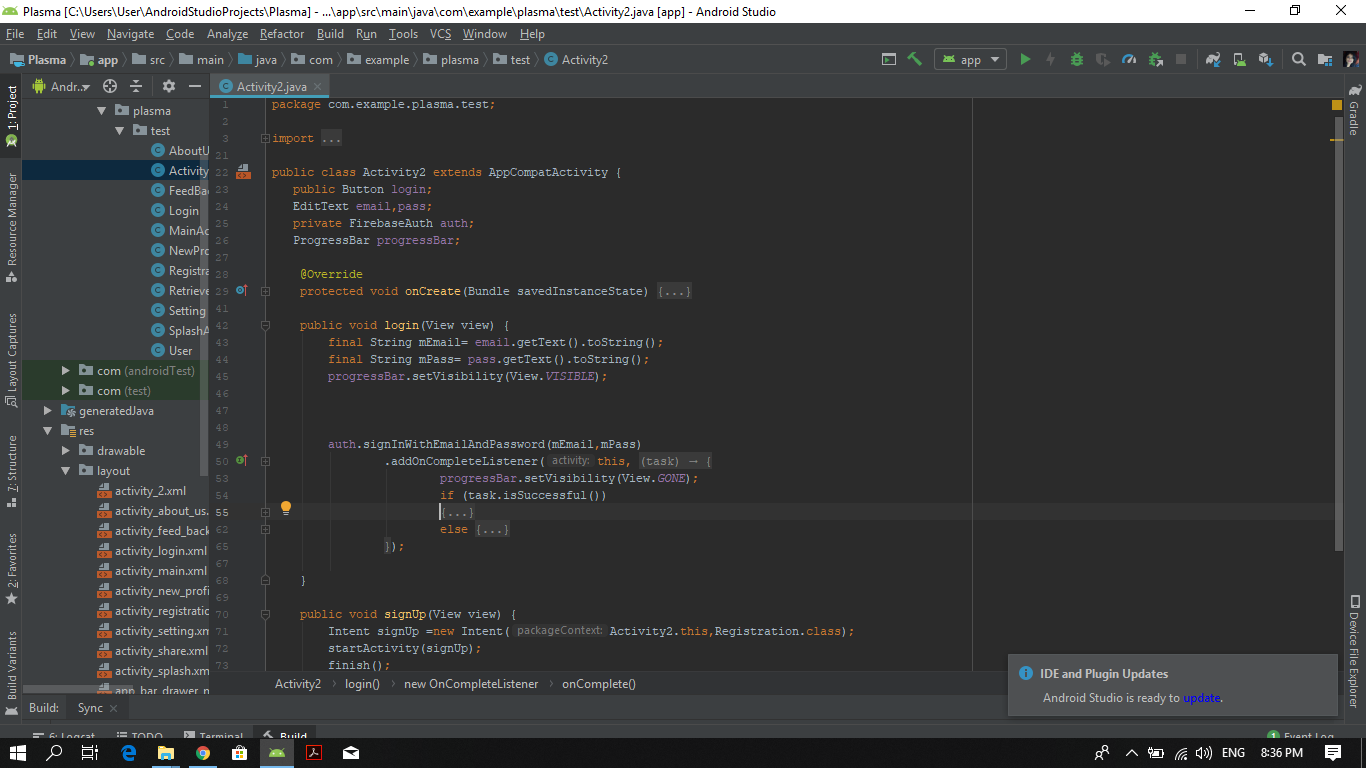 Plasma [C:\Users\User\AndroidStudioProjects\Plasma] - ...\app\src\main\java\com\example\plasma\test\Activity2.java [app] - Android Studio
File Edit View Navigate Code Analyze Refactor Build Run Tools VCS Window Help
Plasma app src main java com example plasma test Activity2 app
Andr.. Activity2.java
1: Project
Resource Manager
Layout Captures
7: Structure
2: Favorites
Build Variants
plasma
test
AboutU
Activity
FeedBa
Login
MainAc
NewPro
Registra
Retrieve
Setting
SplashA
User
com (androidTest)
com (test)
generatedJava
res
drawable
layout
activity_2.xml
activity_about_us.
activity_feed_back
activity_login.xml
activity_main.xml
activity_new_profi
activity_registratic
activity_setting.xm
activity_share.xml
activity_splash.xm
app_bar_drawer_n
1 package com.example.plasma.test;
2
3 import ...
21
22 public class Activity2 extends AppCompatActivity {
23 public Button login;
24 EditText email,pass;
25 private FirebaseAuth auth;
26 ProgressBar progressBar;
27
28 @Override
29 protected void onCreate(Bundle savedInstanceState) {...}
41
42 public void login(View view) {
43 final String mEmail= email.getText().toString();
44 final String mPass= pass.getText().toString();
45 progressBar.setVisibility(View.VISIBLE);
46
47
48
49 auth.signInWithEmailAndPassword(mEmail,mPass)
50 .addOnCompleteListener( activity: this, (task) → {
53 progressBar.setVisibility(View.GONE);
54 if (task.isSuccessful())
55 {...}
62 else {...}
65 });
67
68 }
69
70 public void signUp(View view) {
71 Intent signUp =new Intent( packageContext: Activity2.this,Registration.class);
72 startActivity(signUp);
73 finish();
Activity2 login() new OnCompleteListener onComplete()
Gradle
Device File Explorer
IDE and Plugin Updates
Android Studio is ready to update.
Build: Sync
6: Logcat TODO Terminal Build 1 Event Log
ENG 8:36 PM